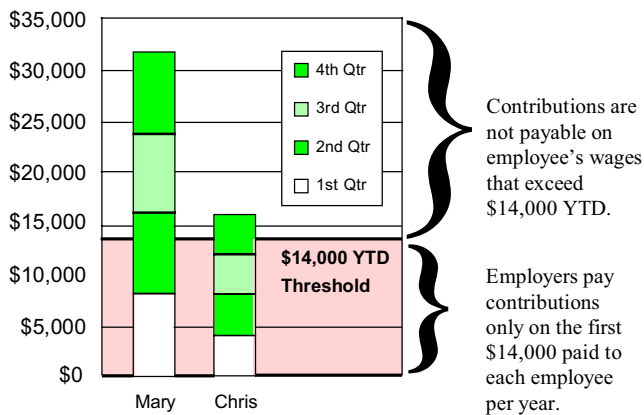 $35,000
$30,000
$25,000
$20,000
$15,000
$10,000
$5,000
$0
4th Qtr
3rd Qtr
2nd Qtr
1st Qtr
$14,000 YTD
Threshold
Mary
Chris
Contributions are
not payable on
employee’s wages
that exceed
$14,000 YTD.
Employers pay
contributions
only on the first
$14,000 paid to
each employee
per year.